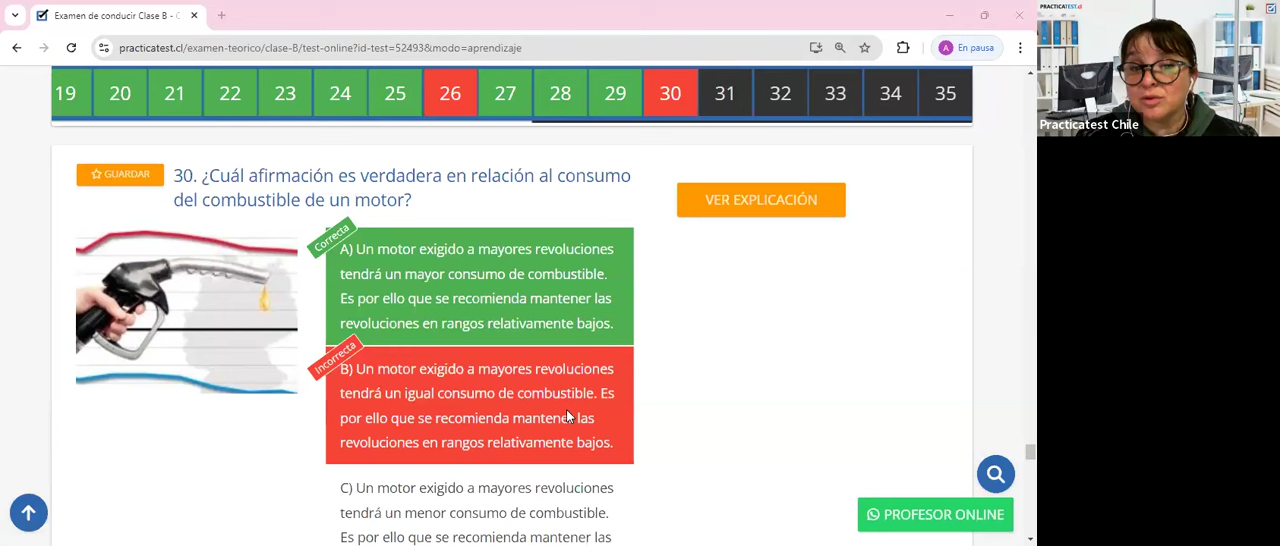 Examen de conducir Clase B - C
PRACTICATEST.cl
practicatest.cl/examen-teorico/clase-B/test-online?id-test=52493&modo=aprendizaje
A
En pausa
19 20 21 22 23 24 25 26 27 28 29 30 31 32 33 34 35
Practicatest Chile
GUARDAR
30. ¿Cuál afirmación es verdadera en relación al consumo
del combustible de un motor?
VER EXPLICACIÓN
Correcta
A) Un motor exigido a mayores revoluciones
tendrá un mayor consumo de combustible.
Es por ello que se recomienda mantener las
revoluciones en rangos relativamente bajos.
Incorrecta
B) Un motor exigido a mayores revoluciones
tendrá un igual consumo de combustible. Es
por ello que se recomienda mantener las
revoluciones en rangos relativamente bajos.
C) Un motor exigido a mayores revoluciones
tendrá un menor consumo de combustible.
Es por ello que se recomienda mantener las
PROFESOR ONLINE